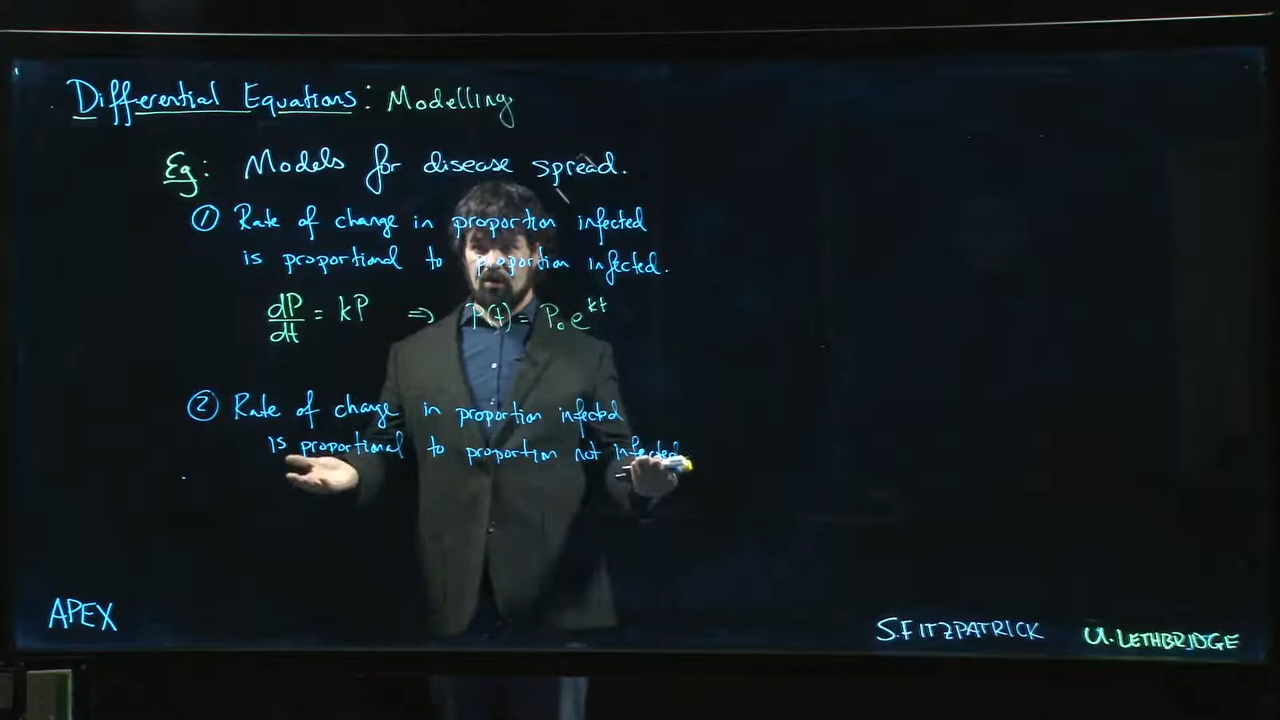 Differential Equations: Modelling
Eg: Models for disease spread.
① Rate of change in proportion infected
is proportional to proportion infected.
dP/dt = kP ⇒ P(t) = P₀e^{kt}
② Rate of change in proportion infected
is proportional to proportion not infected
APEX
S.FITZPATRICK
U.LETHBRIDGE